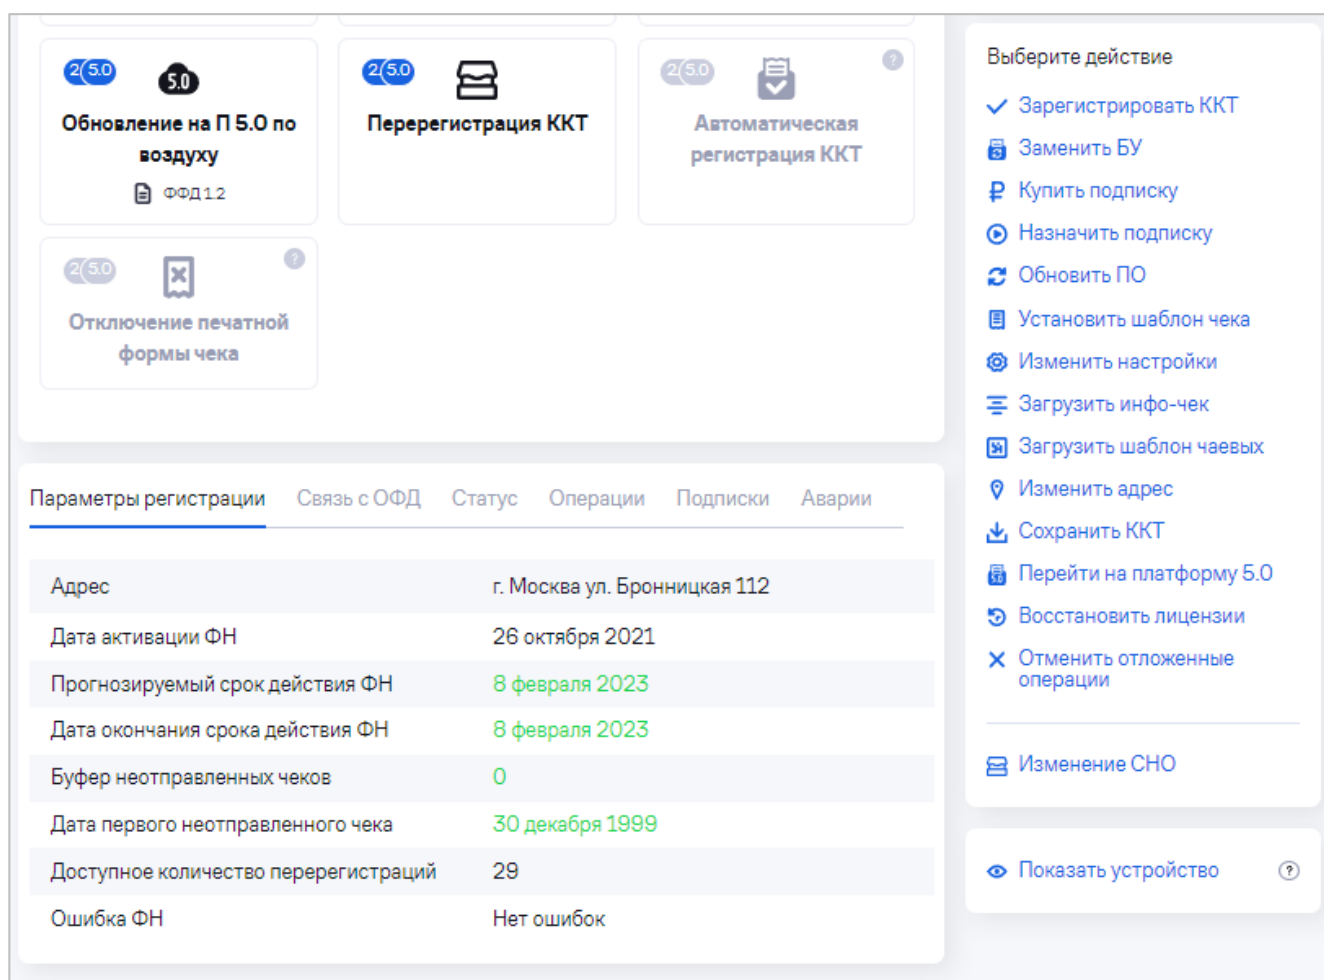 2(5.0
5.0
Обновление на П 5.0 по
воздуху
ФФД 1.2
2(5.0
Перерегистрация ККТ
2(5.0
?
Автоматическая
регистрация ККТ
2(5.0
?
Отключение печатной
формы чека
Параметры регистрации Связь с ОФД Статус Операции Подписки Аварии
Адрес г. Москва ул. Бронницкая 112
Дата активации ФН 26 октября 2021
Прогнозируемый срок действия ФН 8 февраля 2023
Дата окончания срока действия ФН 8 февраля 2023
Буфер неотправленных чеков 0
Дата первого неотправленного чека 30 декабря 1999
Доступное количество перерегистраций 29
Ошибка ФН Нет ошибок
Выберите действие
Зарегистрировать ККТ
Заменить БУ
Купить подписку
Назначить подписку
Обновить ПО
Установить шаблон чека
Изменить настройки
Загрузить инфо-чек
Загрузить шаблон чаевых
Изменить адрес
Сохранить ККТ
Перейти на платформу 5.0
Восстановить лицензии
Отменить отложенные
операции
Изменение СНО
Показать устройство ?